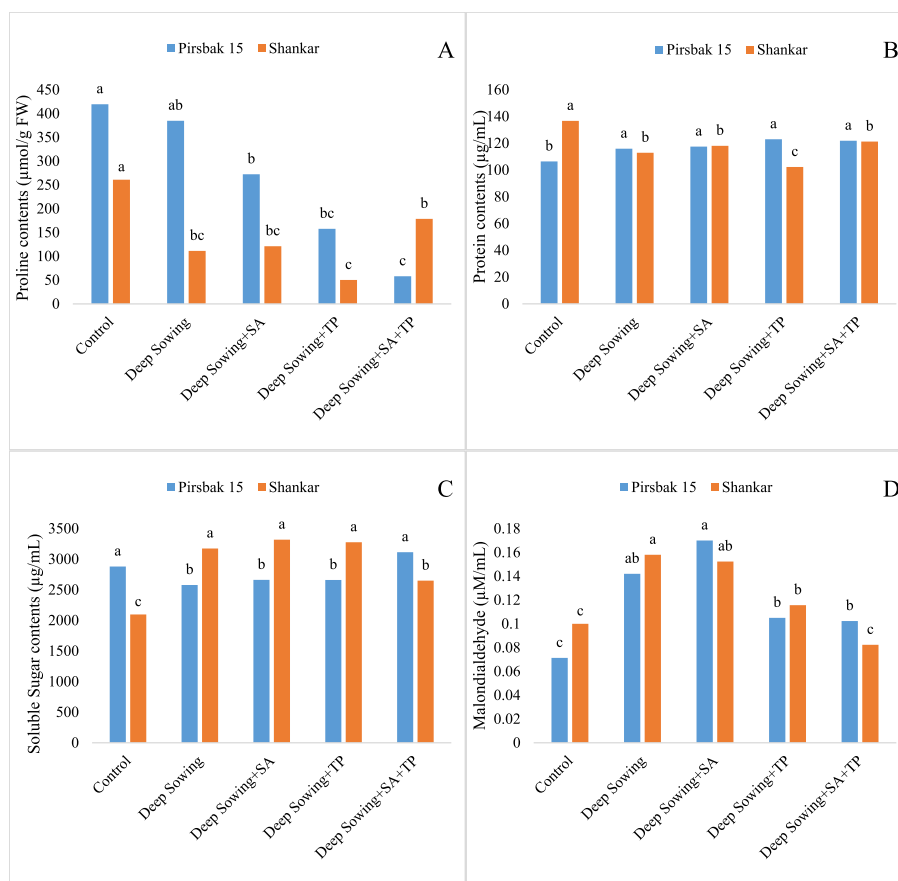 A
Pirsbak 15 Shankar
Proline contents (µmol/g FW)
450
400
350
300
250
200
150
100
50
0
a a ab bc b bc bc c c b
Control
Deep Sowing
Deep Sowing+SA
Deep Sowing+TP
Deep Sowing+SA+TP
B
Pirsbak 15 Shankar
Protein contents (µg/mL)
160
140
120
100
80
60
40
20
0
b a a b a b a c a b
Control
Deep Sowing
Deep Sowing+SA
Deep Sowing+TP
Deep Sowing+SA+TP
C
Pirsbak 15 Shankar
Soluble Sugar contents (µg/mL)
3500
3000
2500
2000
1500
1000
500
0
a c b a b a b a a b
Control
Deep Sowing
Deep Sowing+SA
Deep Sowing+TP
Deep Sowing+SA+TP
D
Pirsbak 15 Shankar
Malondialdehyde (µM/mL)
0.18
0.16
0.14
0.12
0.1
0.08
0.06
0.04
0.02
0
c c ab a a ab b b b c
Control
Deep Sowing
Deep Sowing+SA
Deep Sowing+TP
Deep Sowing+SA+TP